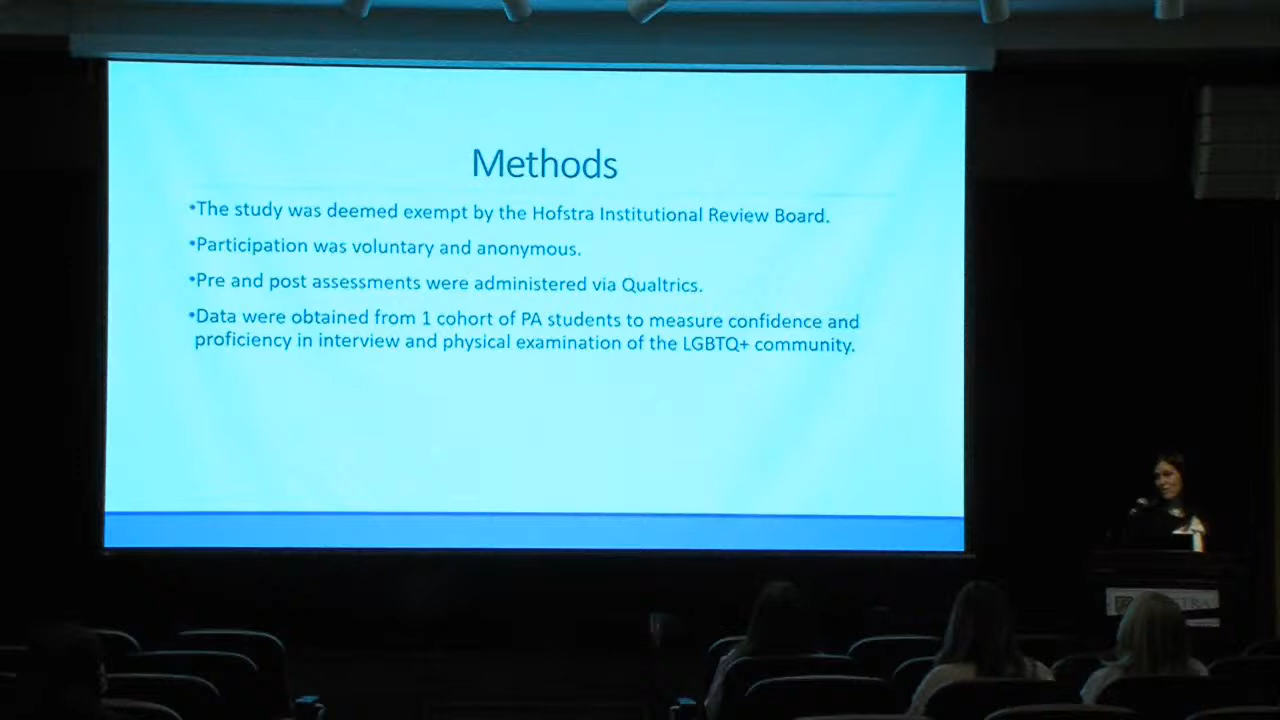 Methods
•The study was deemed exempt by the Hofstra Institutional Review Board.
•Participation was voluntary and anonymous.
•Pre and post assessments were administered via Qualtrics.
•Data were obtained from 1 cohort of PA students to measure confidence and
proficiency in interview and physical examination of the LGBTQ+ community.